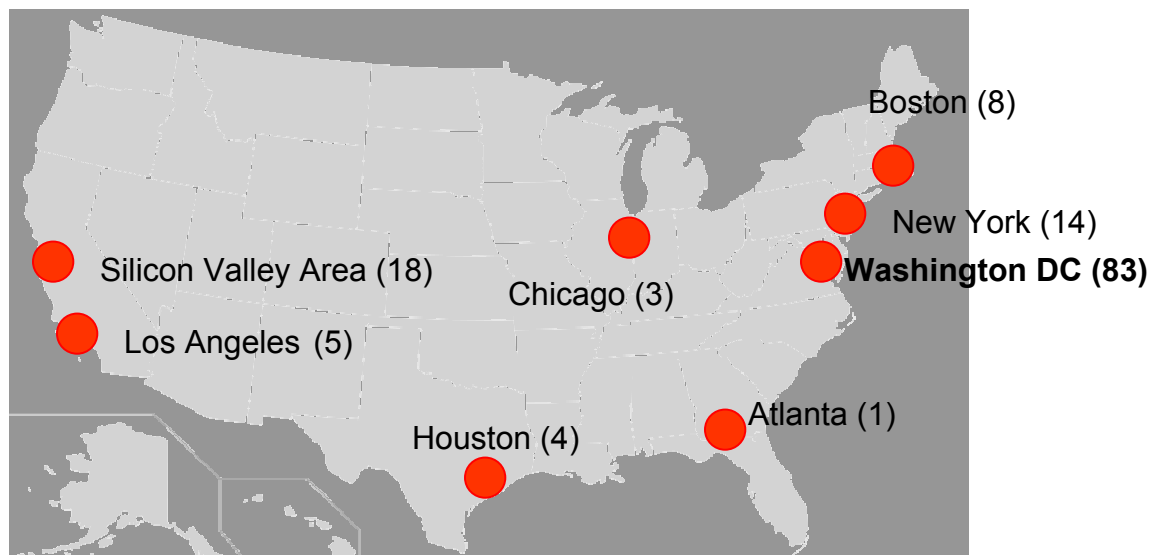 Boston (8)
New York (14)
Washington DC (83)
Silicon Valley Area (18)
Chicago (3)
Los Angeles (5)
Atlanta (1)
Houston (4)